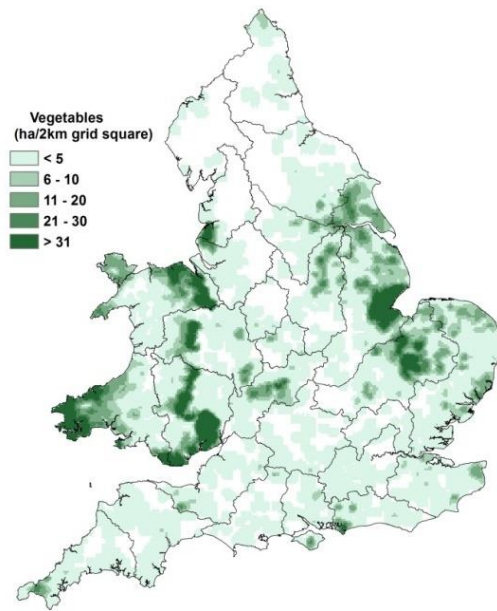 Vegetables
(ha/2km grid square)
< 5
6 - 10
11 - 20
21 - 30
> 31